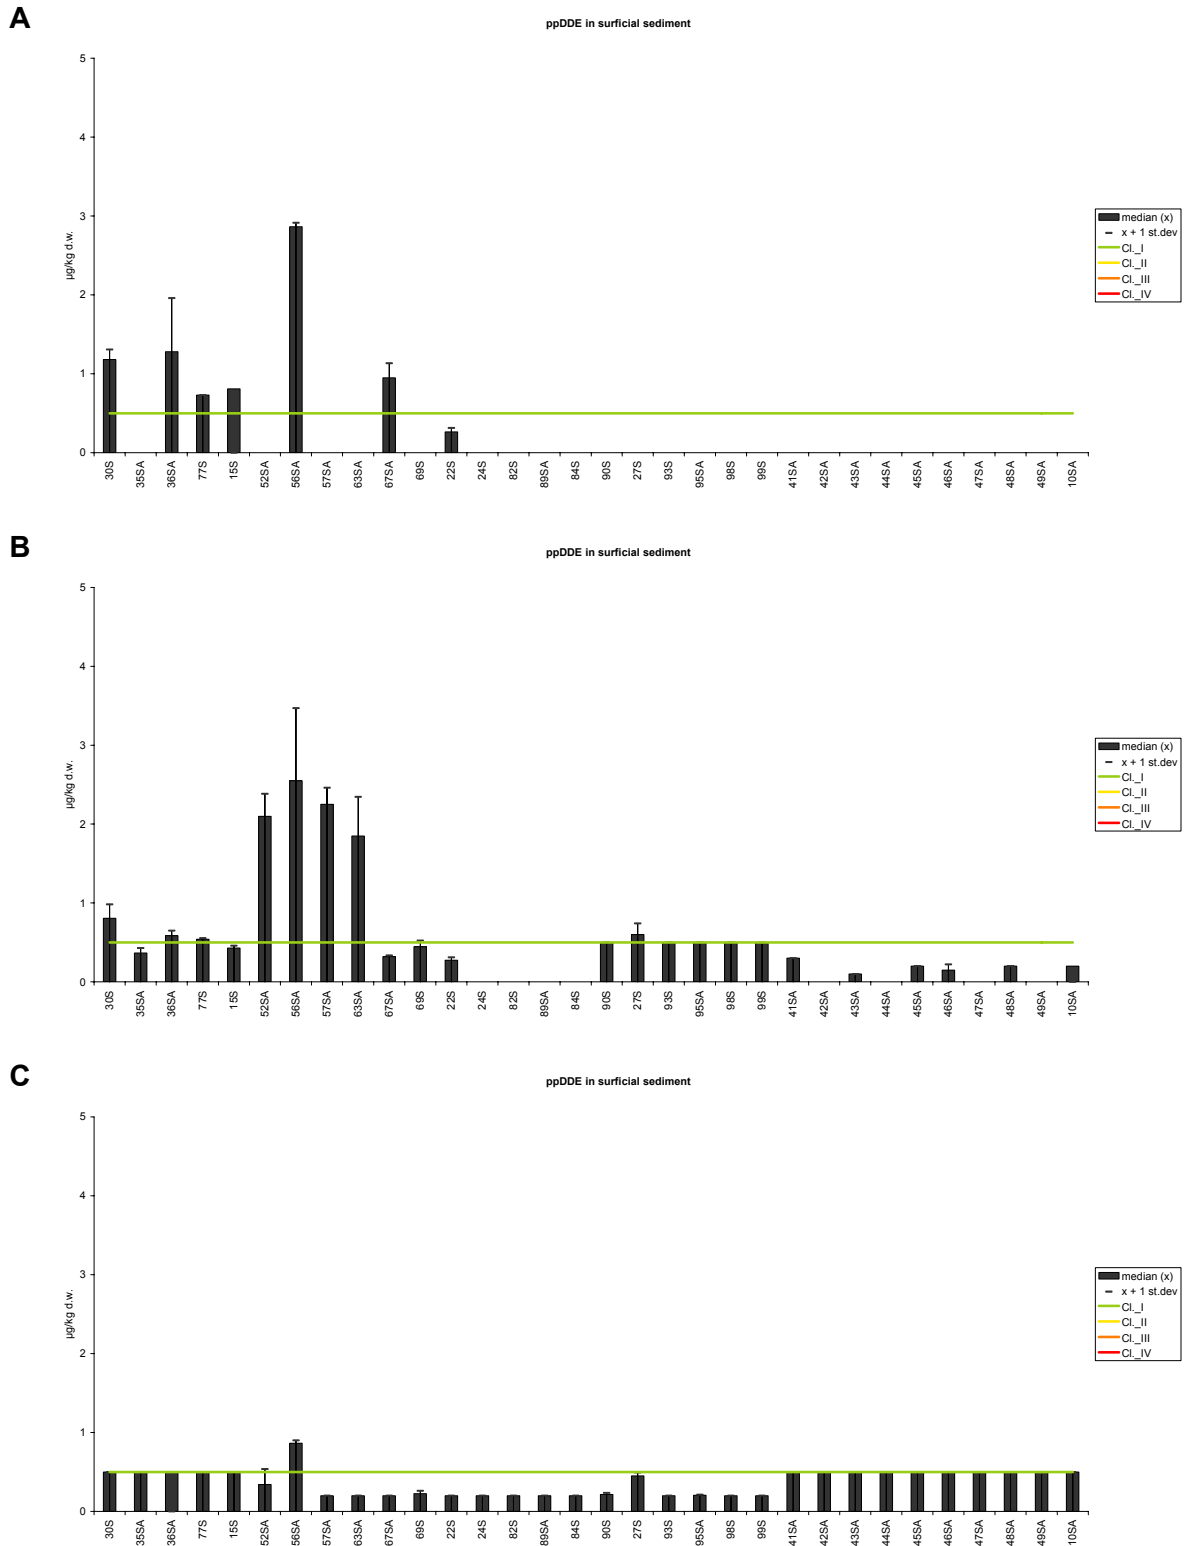 A
ppDDE in surficial sediment
5
4
3
2
1
0
µg/kg d.w.
30S 35SA 36SA 77S 15S 52SA 56SA 57SA 63SA 67SA 69S 22S 24S 82S 89SA 84S 90S 27S 93S 95SA 98S 99S 41SA 42SA 43SA 44SA 45SA 46SA 47SA 48SA 49SA 10SA
median (x)
x + 1 st.dev
Cl._I
Cl._II
Cl._III
Cl._IV
B
ppDDE in surficial sediment
5
4
3
2
1
0
µg/kg d.w.
30S 35SA 36SA 77S 15S 52SA 56SA 57SA 63SA 67SA 69S 22S 24S 82S 89SA 84S 90S 27S 93S 95SA 98S 99S 41SA 42SA 43SA 44SA 45SA 46SA 47SA 48SA 49SA 10SA
median (x)
x + 1 st.dev
Cl._I
Cl._II
Cl._III
Cl._IV
C
ppDDE in surficial sediment
5
4
3
2
1
0
µg/kg d.w.
30S 35SA 36SA 77S 15S 52SA 56SA 57SA 63SA 67SA 69S 22S 24S 82S 89SA 84S 90S 27S 93S 95SA 98S 99S 41SA 42SA 43SA 44SA 45SA 46SA 47SA 48SA 49SA 10SA
median (x)
x + 1 st.dev
Cl._I
Cl._II
Cl._III
Cl._IV